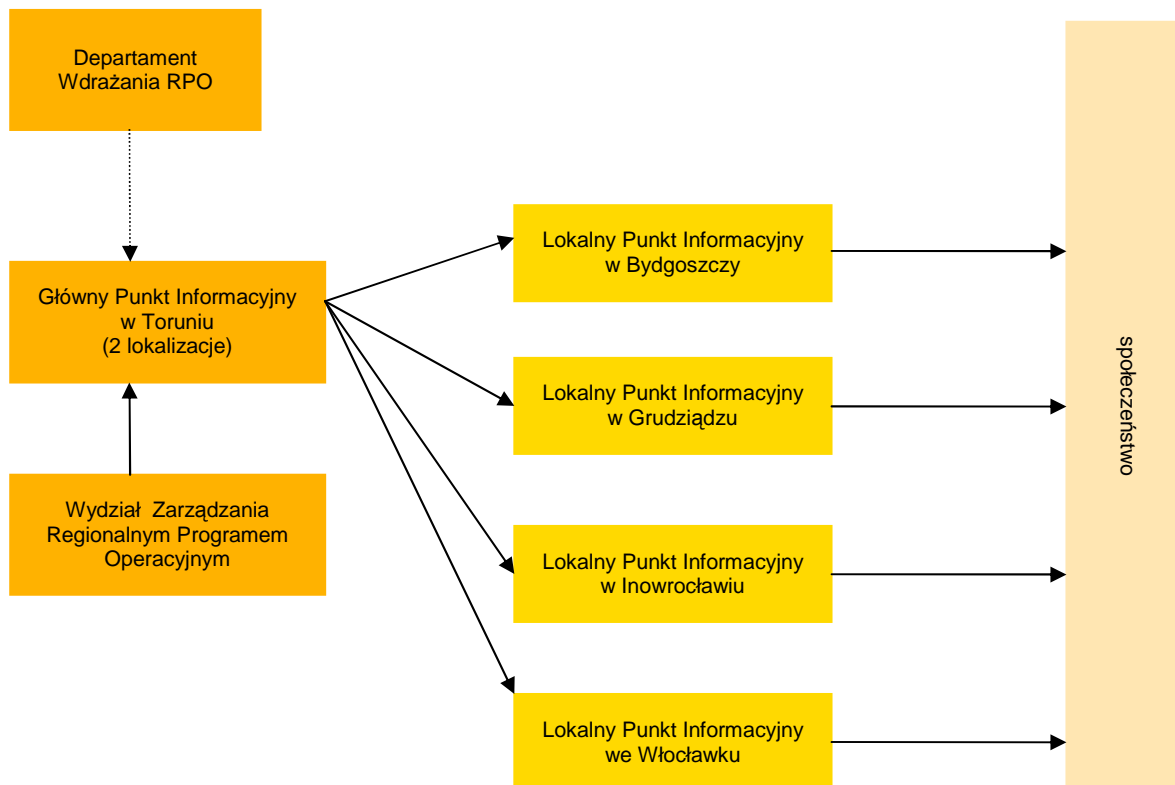 Departament
Wdrażania RPO
Główny Punkt Informacyjny
w Toruniu
(2 lokalizacje)
Wydział Zarządzania
Regionalnym Programem
Operacyjnym
Lokalny Punkt Informacyjny
w Bydgoszczy
Lokalny Punkt Informacyjny
w Grudziądzu
Lokalny Punkt Informacyjny
w Inowrocławiu
Lokalny Punkt Informacyjny
we Włocławku
społeczeństwo